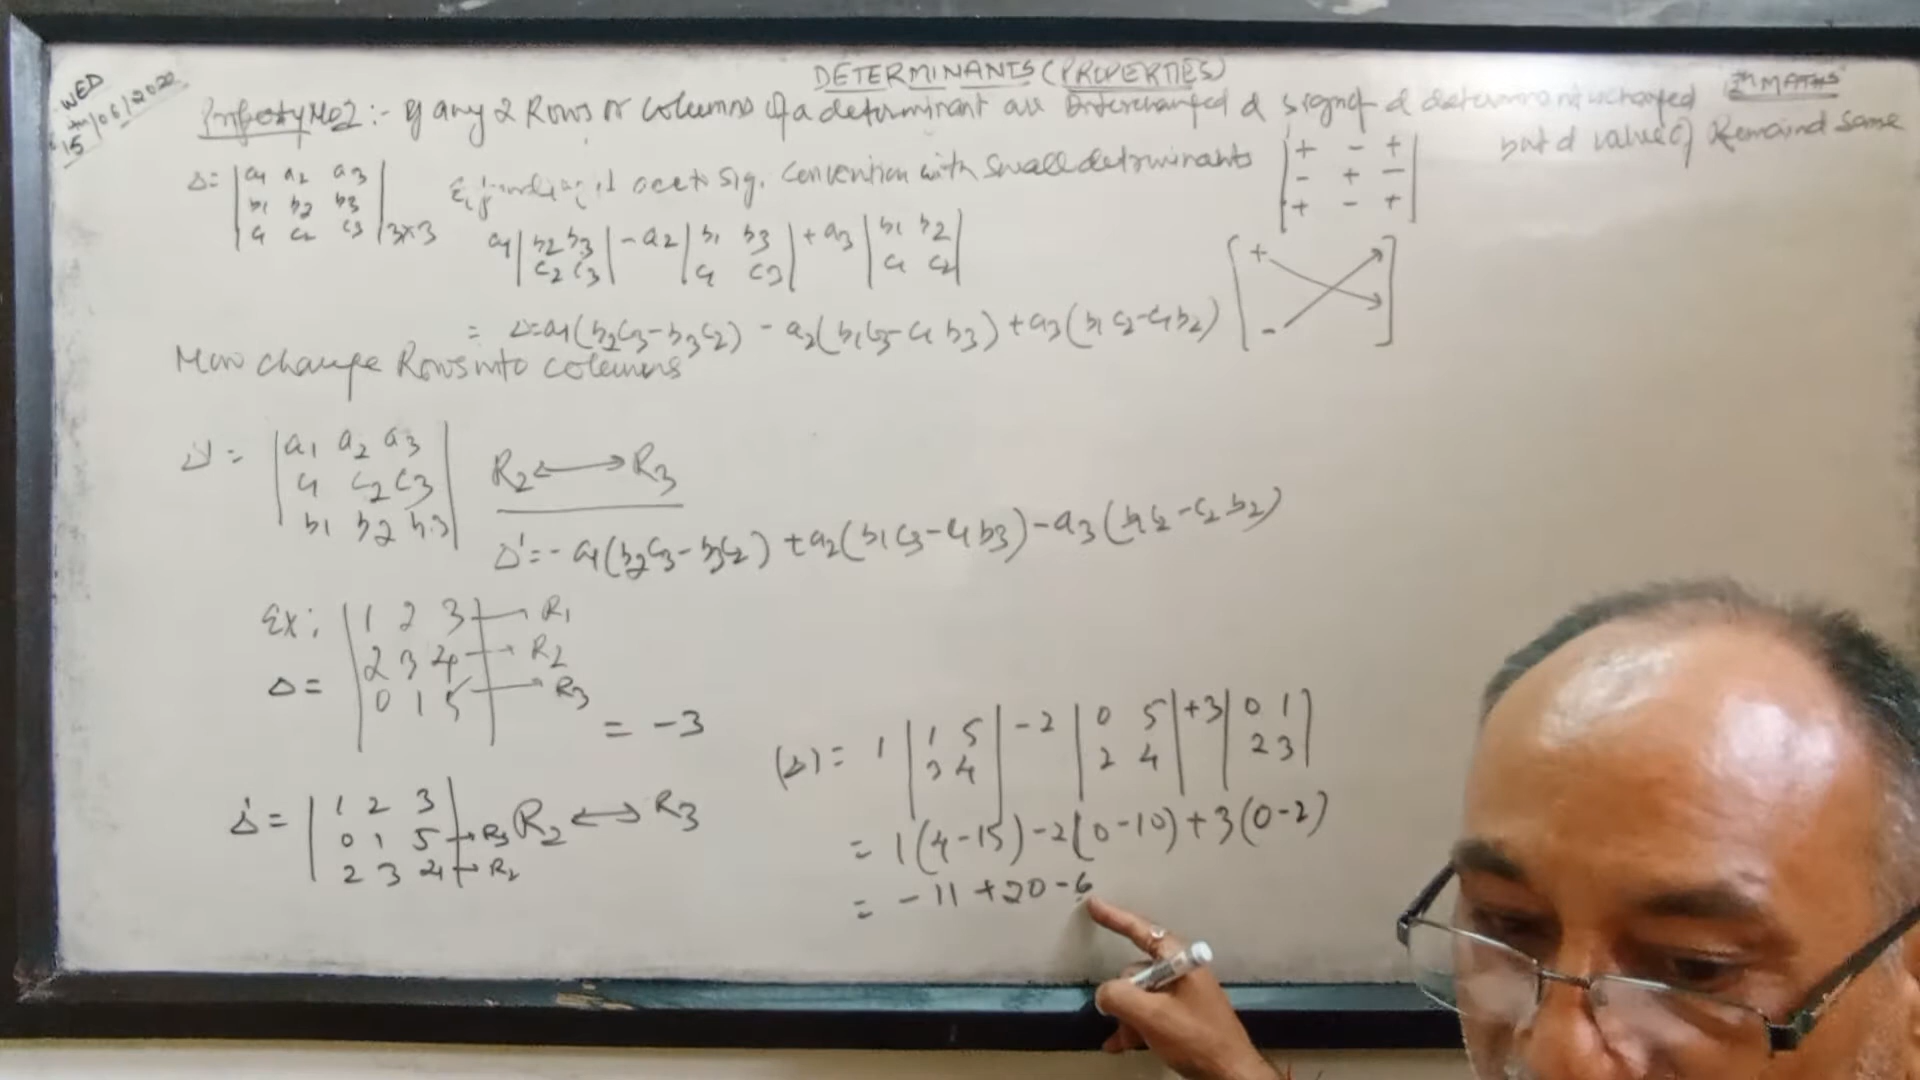 DETERMINANTS (PROPERTIES)
WED
15/06/2022
MATHS
Property No2:- If any 2 Rows or columns of a determinant are Interchanged d sign of d determinant is changed
but d value of Remained same
Δ= | a1 a2 a3 |
| b1 b2 b3 |
| c1 c2 c3 | 3×3
Expanding it acc to sig. Convention with small determinants
| + - + |
| - + - |
| + - + |
a1 | b2 b3 | - a2 | b1 b3 | + a3 | b1 b2 |
| c2 c3 | | c1 c3 | | c1 c2 |
= Δ=a1(b2c3-b3c2) - a2(b1c3-c1b3) + a3(b1c2-c1b2)
+
-
Now change Rows into columns
Δ' = | a1 a2 a3 |
| c1 c2 c3 |
| b1 b2 b3 |
R2 ↔ R3
Δ'=-a1(b2c3-b3c2) +a2(b1c3-c1b3)-a3(b1c2-c2b2)
Ex: | 1 2 3 | → R1
Δ= | 2 3 4 | → R2
| 0 1 5 | → R3
= -3
Δ' = | 1 2 3 |
| 0 1 5 | → R3
| 2 3 4 | → R2
R2 ↔ R3
(Δ) = 1 | 1 5 | -2 | 0 5 | +3 | 0 1 |
| 3 4 | | 2 4 | | 2 3 |
= 1(4-15)-2(0-10)+3(0-2)
= -11+20-6